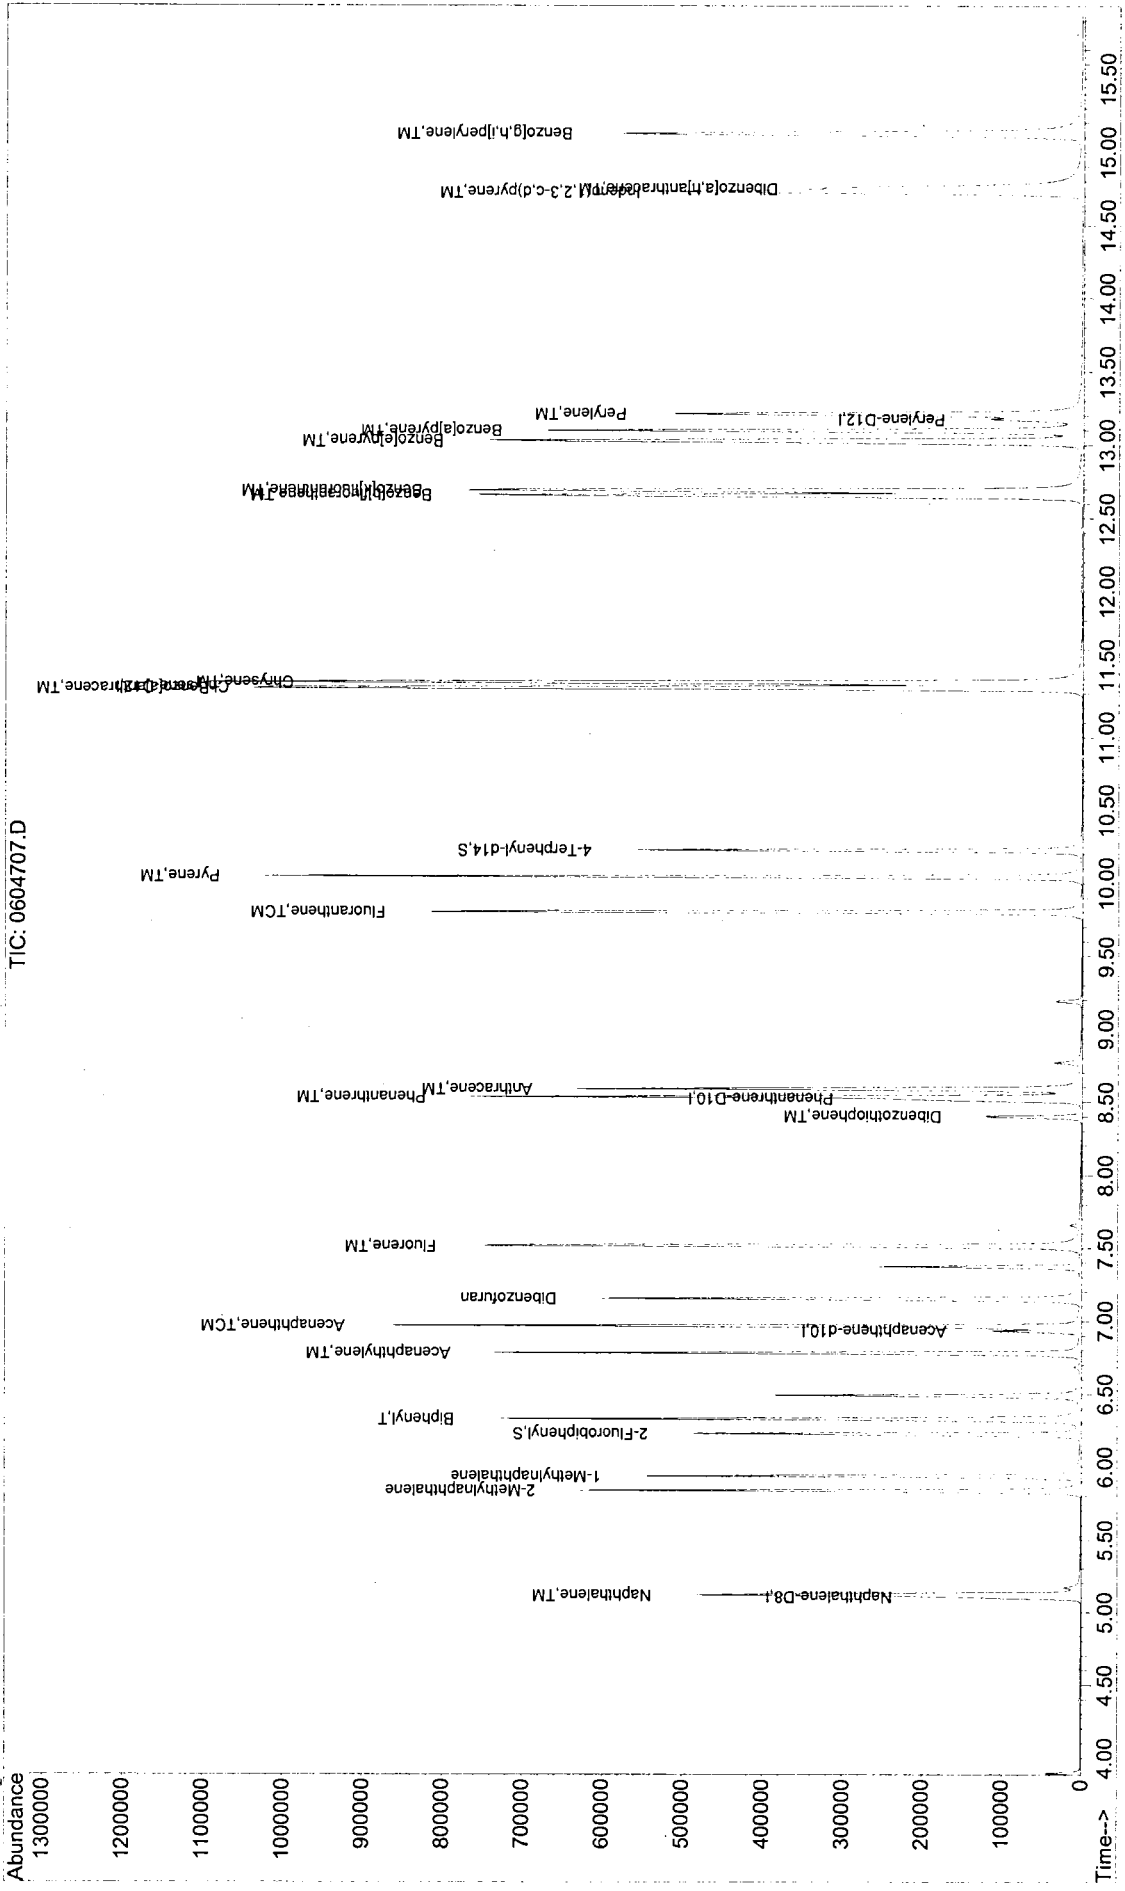 TIC: 0604707.D
Abundance
1300000
1200000
1100000
1000000
900000
800000
700000
600000
500000
400000
300000
200000
100000
0
Time-->
4.00
4.50
5.00
5.50
6.00
6.50
7.00
7.50
8.00
8.50
9.00
9.50
10.00
10.50
11.00
11.50
12.00
12.50
13.00
13.50
14.00
14.50
15.00
15.50
Naphthalene,TM
Naphthalene-D8,I
2-Methylnaphthalene
1-Methylnaphthalene
2-Fluorobiphenyl,S
Biphenyl,T
Acenaphthylene,TM
Acenaphthene-d10,I
Acenaphthene,TCM
Dibenzofuran
Fluorene,TM
Dibenzothiophene,TM
Phenanthrene-D10,I
Phenanthrene,TM
Anthracene,TM
Fluoranthene,TCM
Pyrene,TM
4-Terphenyl-d14,S
Chrysene,TM
Benzo[e]pyrene,TM
Benzo[a]pyrene,TM
Perylene-D12,I
Perylene,TM
Benzo[g,h,i]perylene,TM